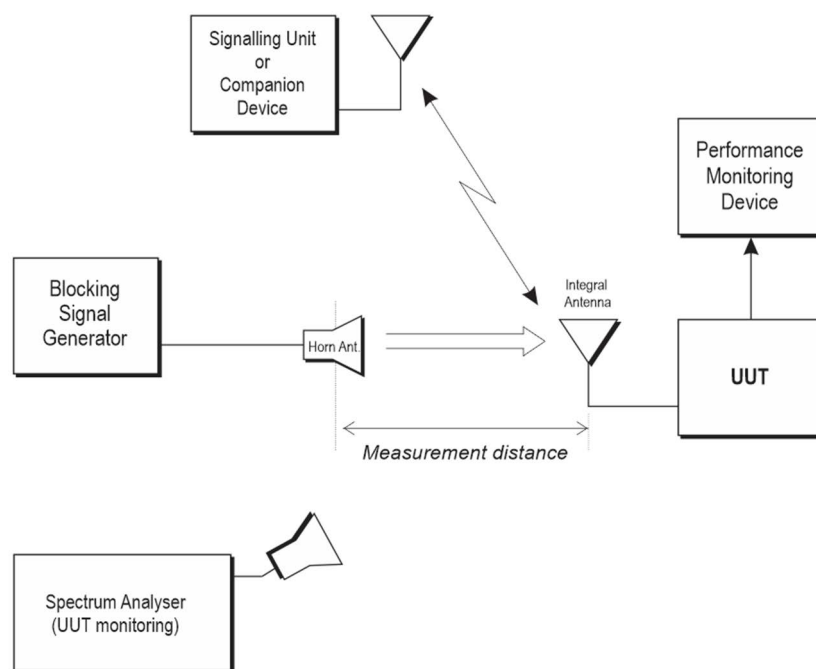 Signalling Unit
or
Companion
Device
Performance
Monitoring
Device
Blocking
Signal
Generator
Horn Ant.
Integral
Antenna
UUT
Measurement distance
Spectrum Analyser
(UUT monitoring)